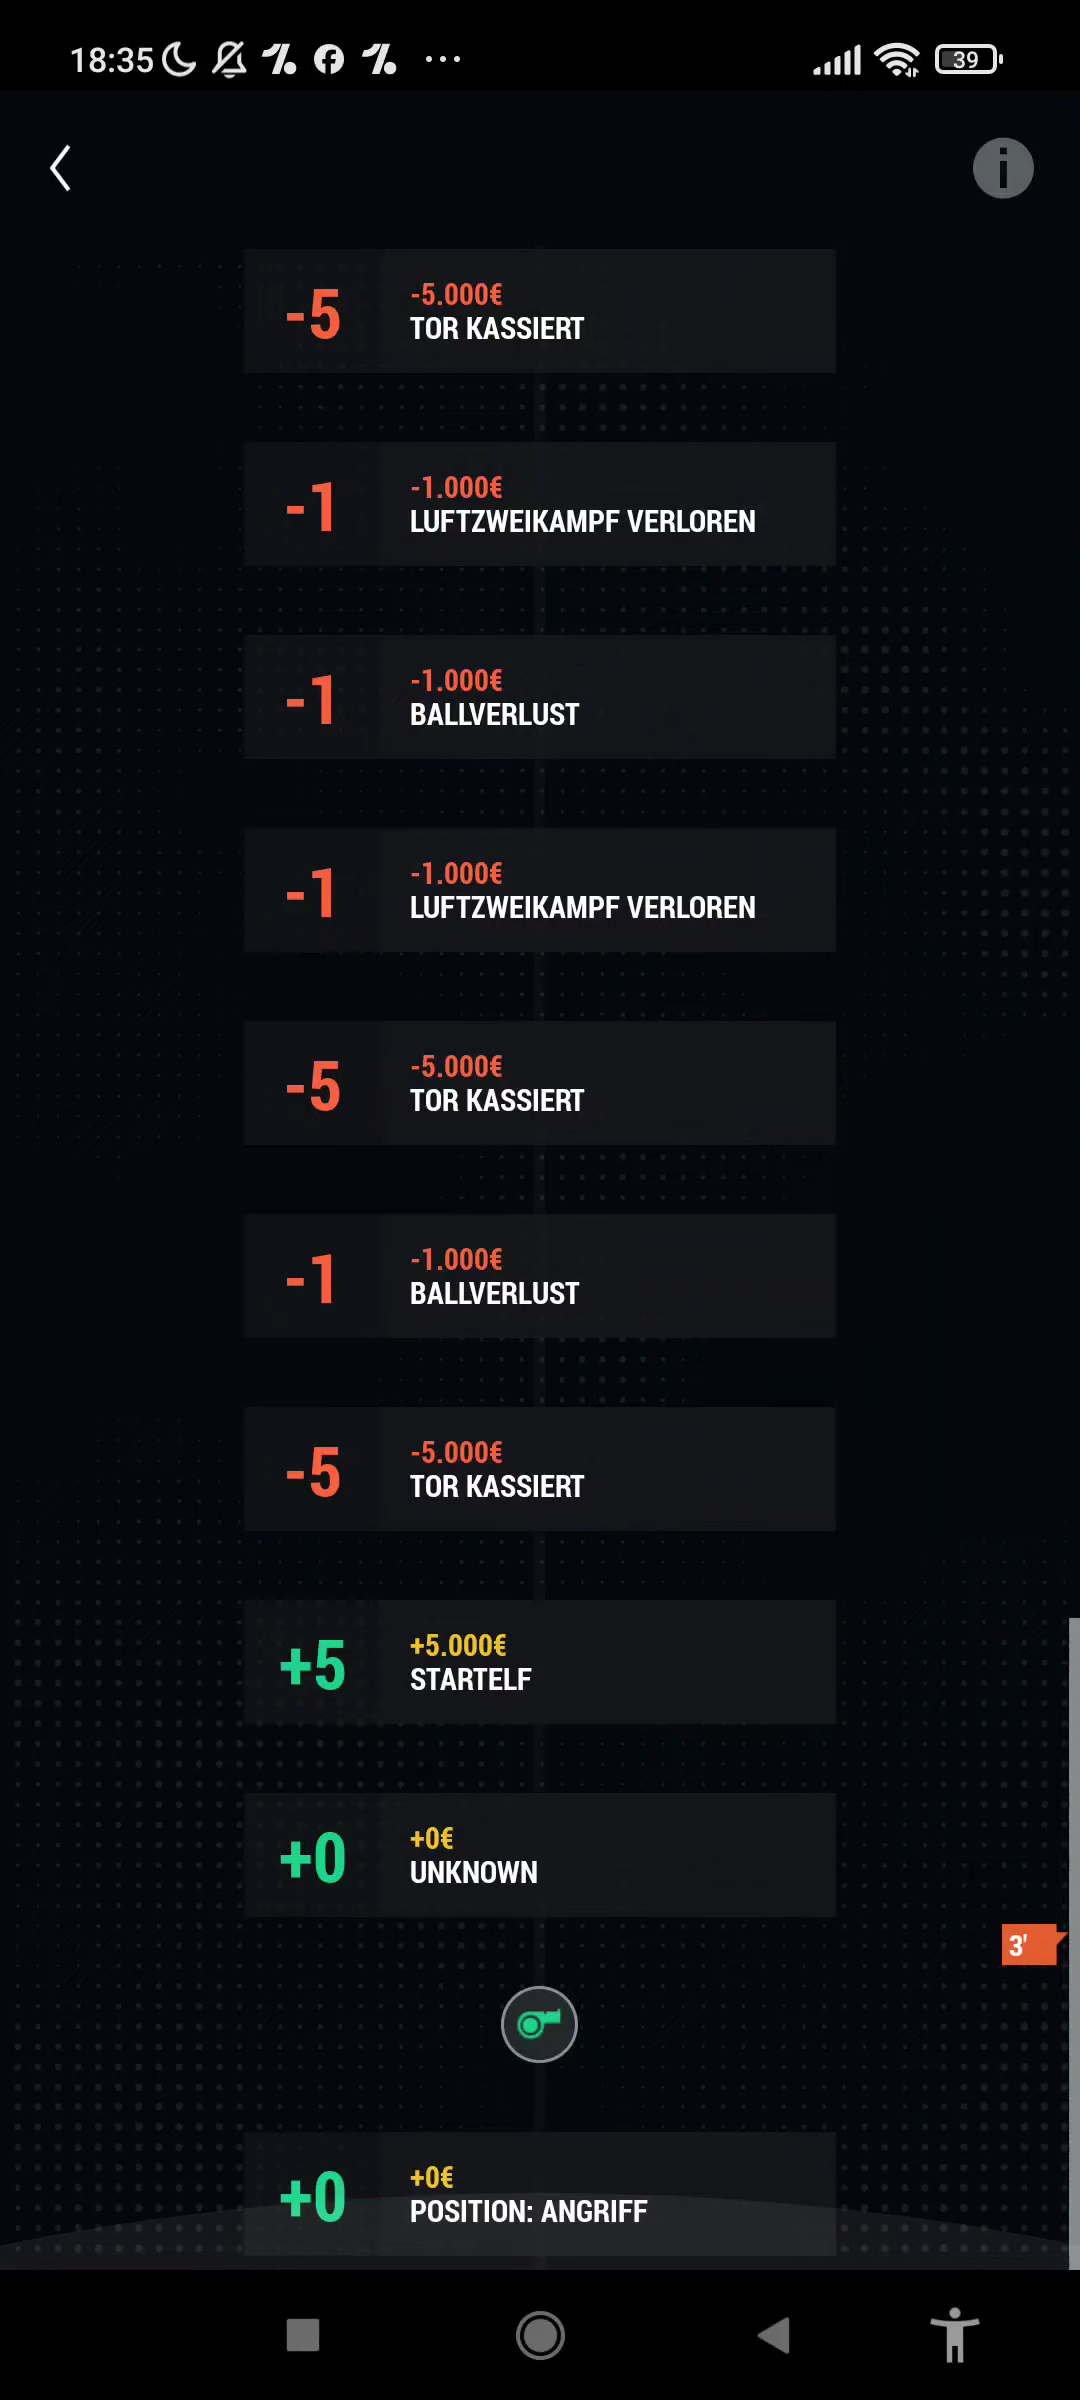 18:35
39
-5
-5.000€
TOR KASSIERT
-1
-1.000€
LUFTZWEIKAMPF VERLOREN
-1
-1.000€
BALLVERLUST
-1
-1.000€
LUFTZWEIKAMPF VERLOREN
-5
-5.000€
TOR KASSIERT
-1
-1.000€
BALLVERLUST
-5
-5.000€
TOR KASSIERT
+5
+5.000€
STARTELF
+0
+0€
UNKNOWN
3'
+0
+0€
POSITION: ANGRIFF